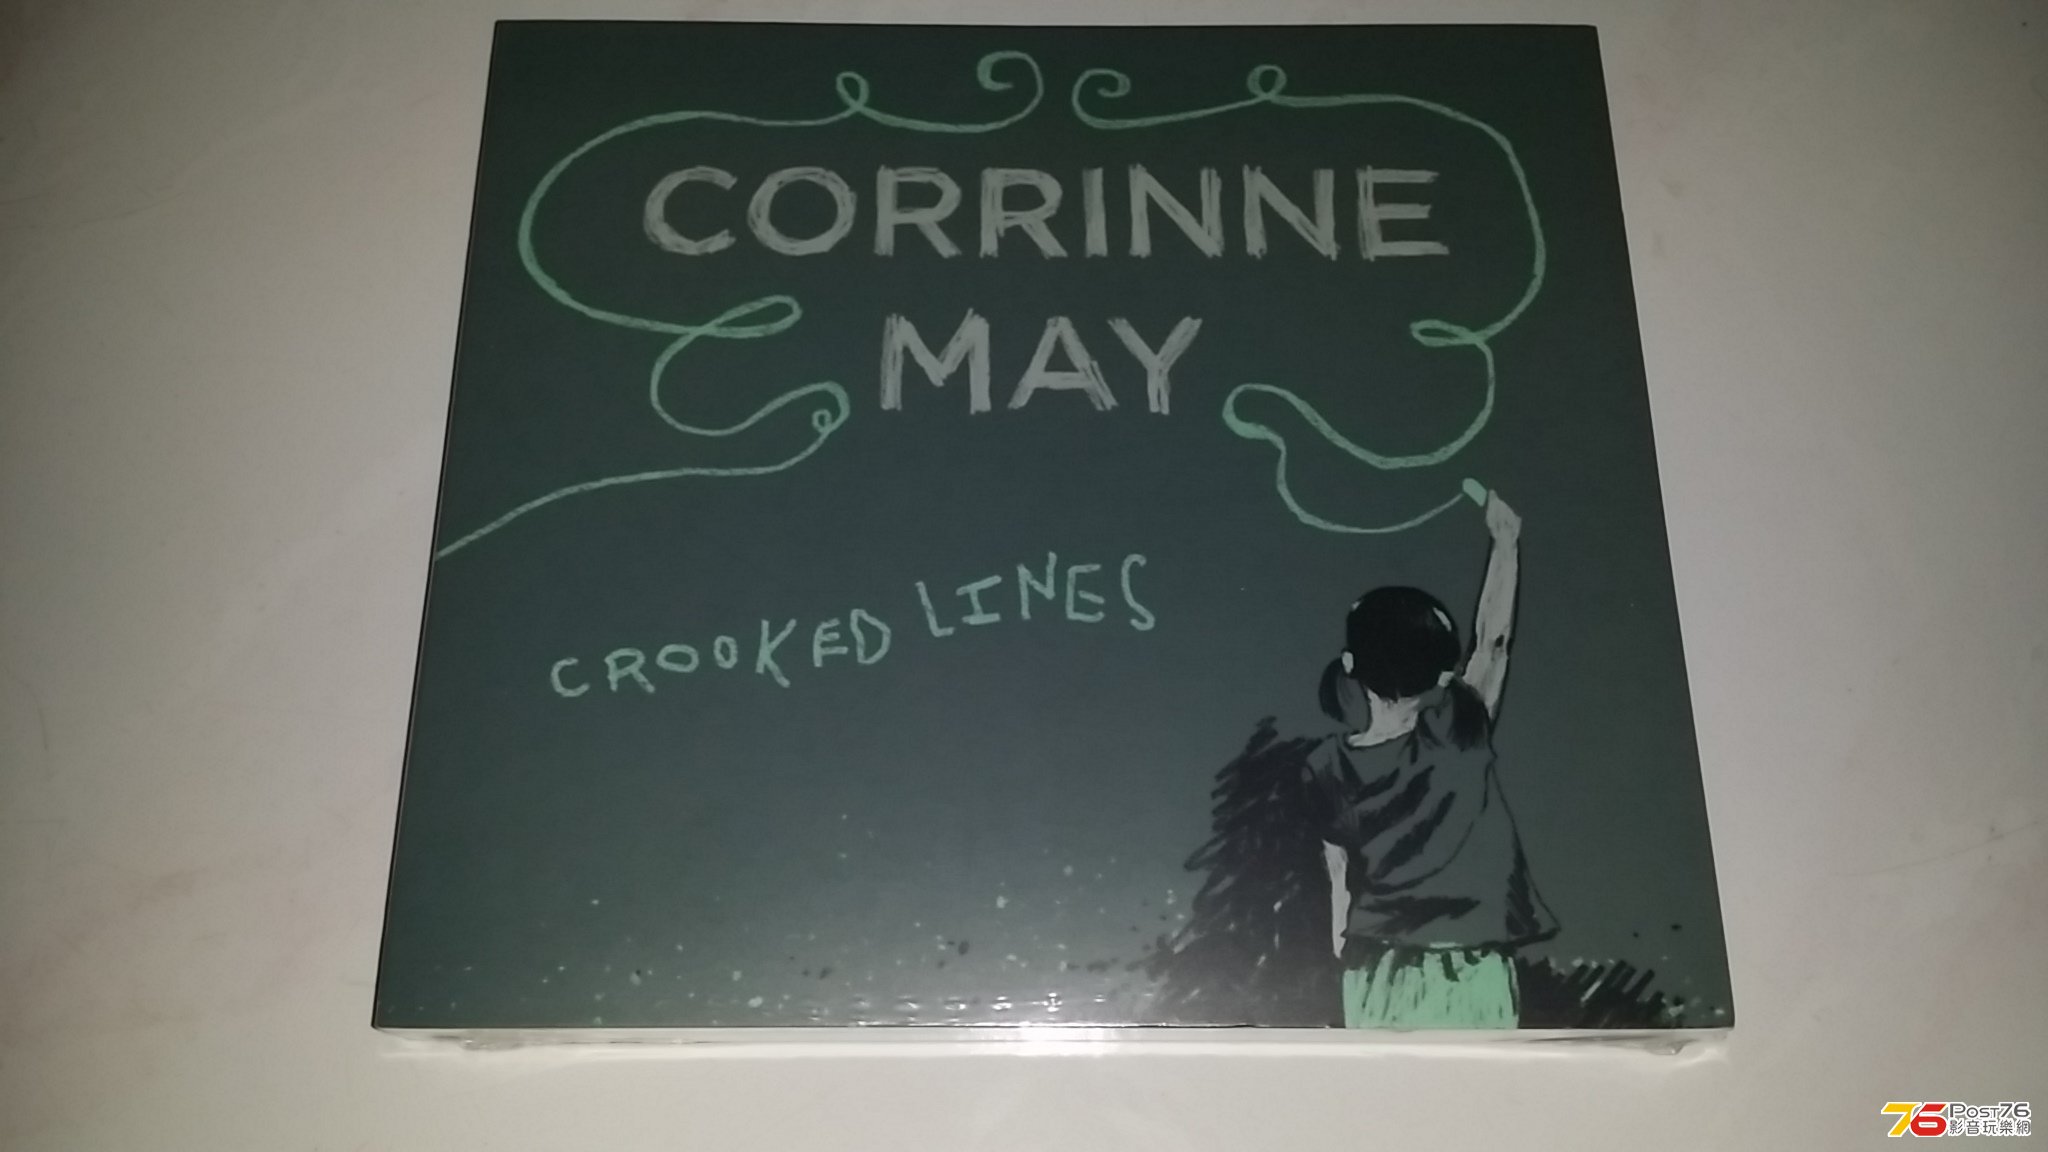 CORRINNE
MAY
CROOKED LINES
76 POST76
影音玩樂網